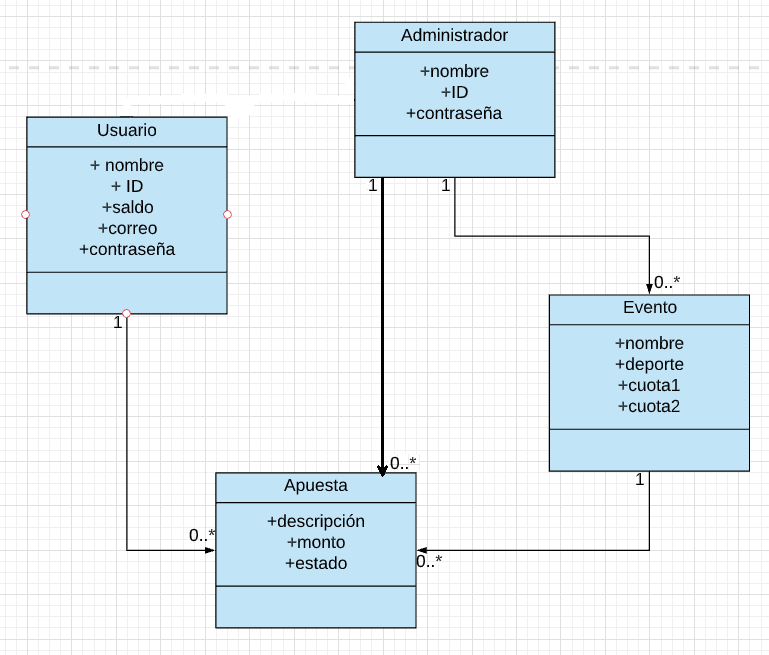 Administrador
+nombre
+ID
+contraseña
1
1
Usuario
+ nombre
+ ID
+saldo
+correo
+contraseña
1
0..*
Evento
+nombre
+deporte
+cuota1
+cuota2
1
0..*
Apuesta
+descripción
+monto
+estado
0..*
0..*